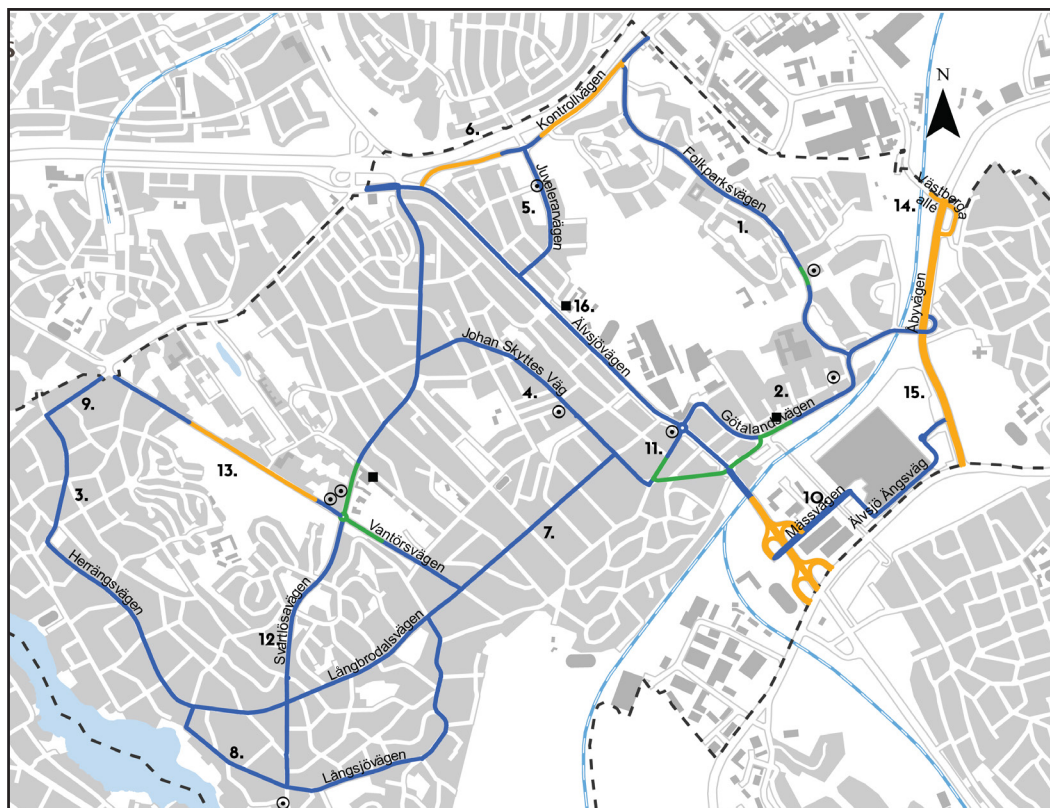 N
6.
Kontrollvägen
Folkparksvägen
Juvelerarvägen
5.
1.
Västberga
allé
14.
Åbyvägen
16.
Älvsjövägen
Johan Skyttes Väg
4.
2.
Götalandsvägen
15.
9.
11.
13.
3.
10.
Mässvägen
Älvsjö Ängsväg
7.
Vantörsvägen
Herrängsvägen
Svartlösavägen
12.
Långbrodalsvägen
8.
Långsjövägen